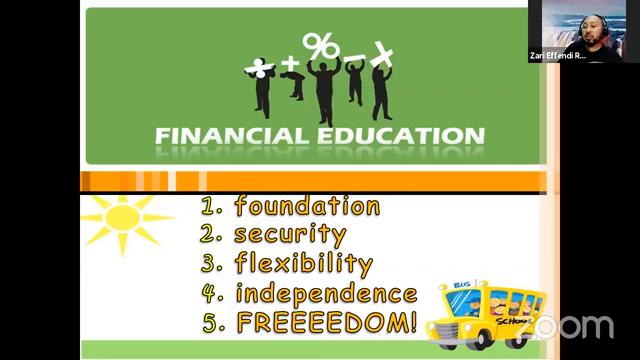 Zari Effendi R...
÷ + % − ×
FINANCIAL EDUCATION
1. foundation
2. security
3. flexibility
4. independence
5. FREEEEDOM!
BUS
SCHOOL
zoom